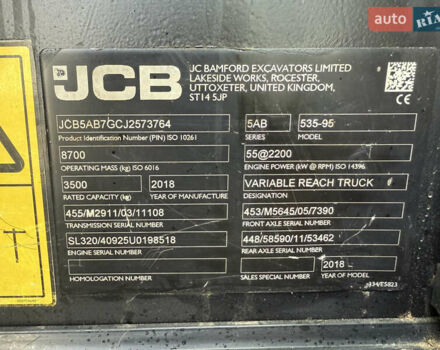 AUTO
RIA
JCB
JC BAMFORD EXCAVATORS LIMITED
LAKESIDE WORKS, ROCESTER,
UTTOXETER, UNITED KINGDOM,
ST14 5JP
CE
JCB5AB7GCJ2573764
Product Identification Number (PIN) ISO 10261
5AB 535-95
SERIES MODEL
8700
OPERATING MASS (kg) ISO 6016
55@2200
ENGINE POWER (kW @ RPM) ISO 14396
3500 2018
RATED CAPACITY (kg) YEAR OF MANUFACTURE
VARIABLE REACH TRUCK
DESIGNATION
455/M2911/03/11108
TRANSMISSION SERIAL NUMBER
453/M5645/05/7390
FRONT AXLE SERIAL NUMBER
SL320/40925U0198518
ENGINE SERIAL NUMBER
448/58590/11/53462
REAR AXLE SERIAL NUMBER
HOMOLOGATION NUMBER
2018
SALES SPECIAL NUMBER YEAR OF MODEL
334/E5823